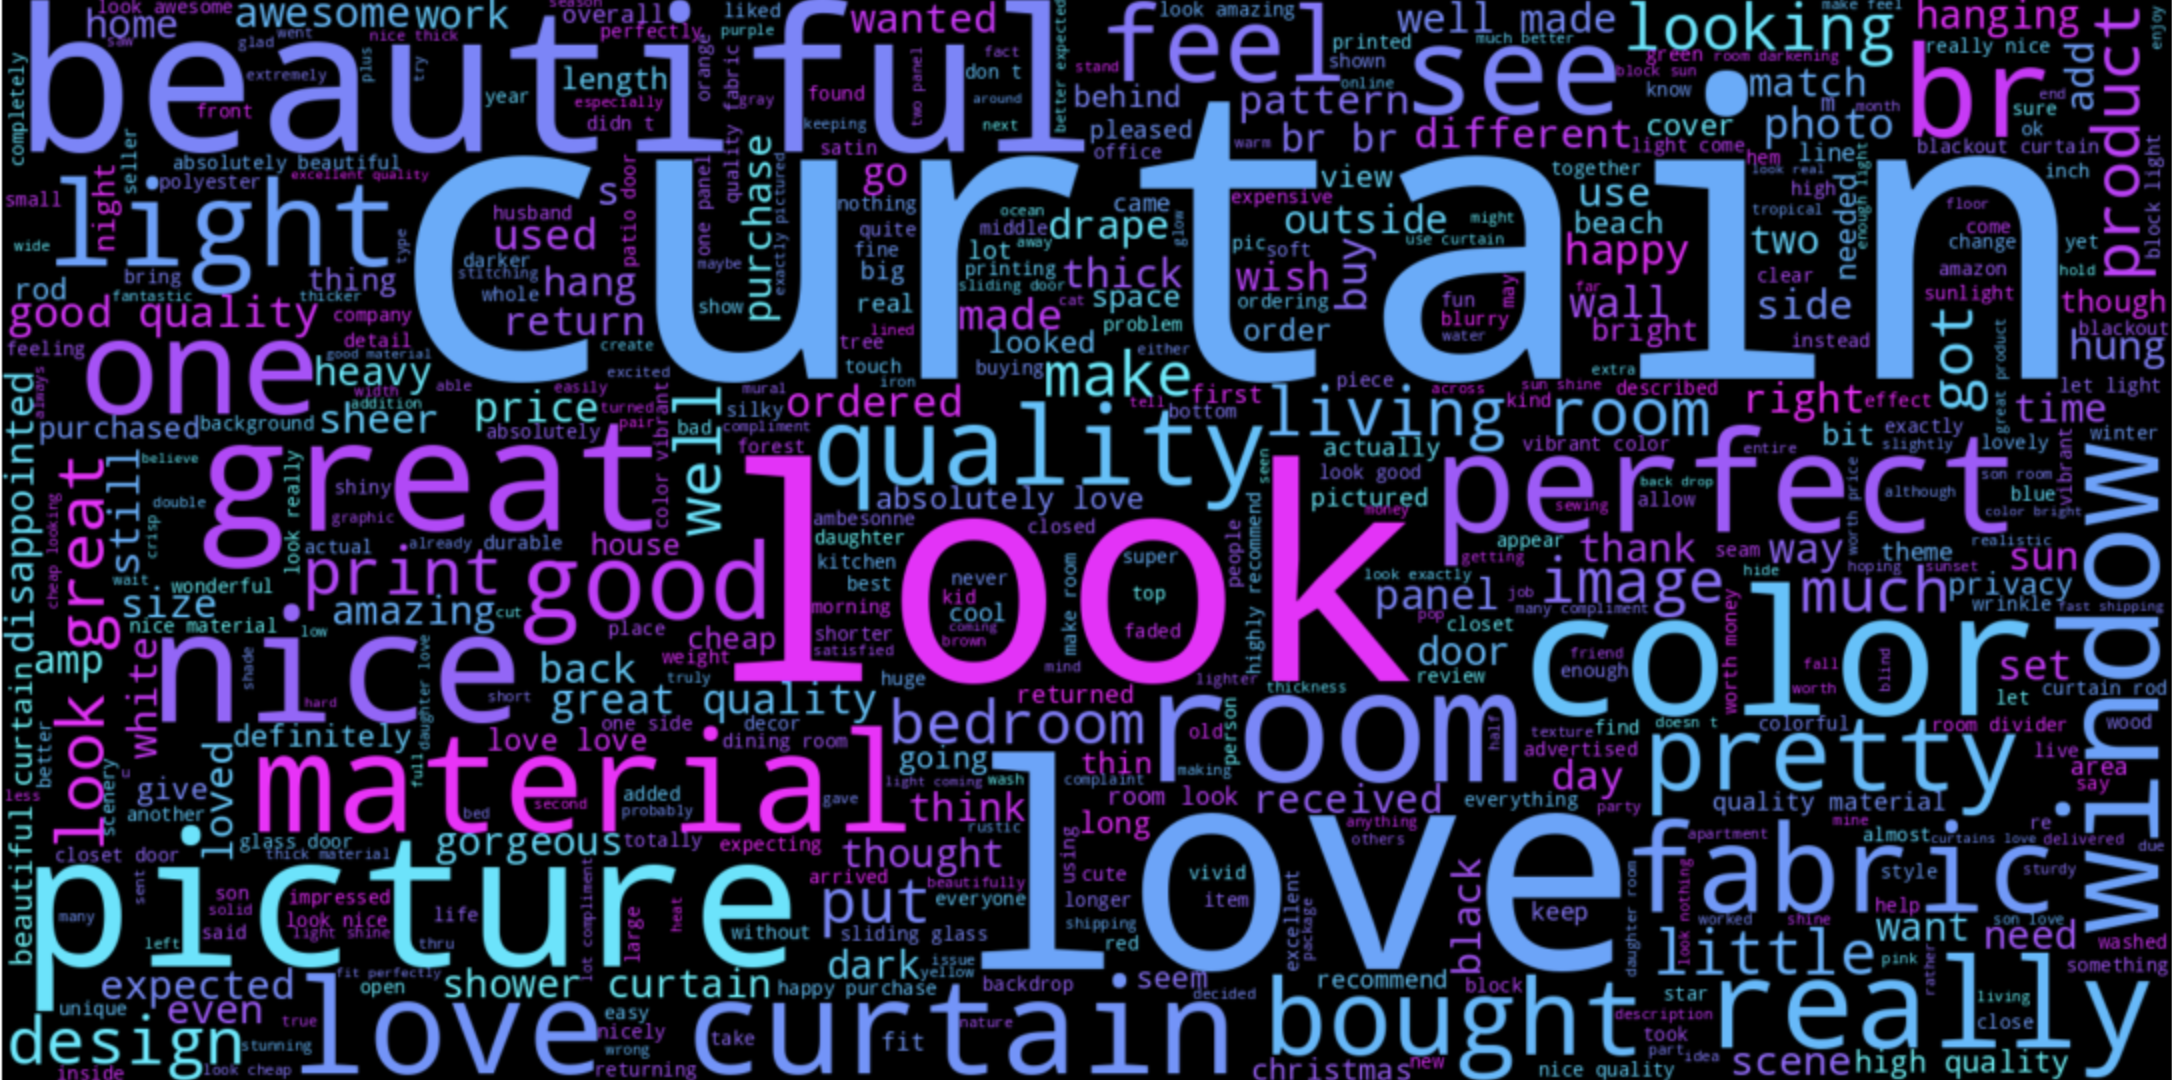 look awesome
home
awesome
work
season
overall
perfectly
liked
purple
wanted
look amazing
well made
looking
make feel
hanging
really nice
enjoy
product
saw
glad
went
nice thick
beautiful
extremely
plus
try
length
orange
fabric
quality
gray
found
two panel
fact
don t
better expected
feel
printed
shown
much better
online
see
green
room darkening
block sun
know
match
br
add
end
sure
ok
completely
front
year
especially
didn t
keeping
satin
around
next
stand
behind
pleased
office
pattern
br br
warm
different
cover
light come
photo
month
m
line
hem
look real
blackout curtain
inch
seller
absolutely beautiful
excellent quality
polyester
small
night
light
wide
s
husband
used
patio door
one panel
purchase
exactly pictured
go
nothing
quite
fine
big
real
ocean
middle
away
lot
drape
came
glow
expensive
view
outside
pic
soft
might
use curtain
together
use
beach
happy
high
tropical
two
needed
enough light
floor
come
change
yet
hold
block light
curtain
type
darker
stitching
whole
hang
maybe
show
printing
sliding door
thick
cat
space
wish
ordering
buy
fun
may
far
wall
clear
side
amazon
sunlight
though
rod
bring
fantastic
thing
thicker
good quality
company
return
made
problem
order
blurry
water
bright
instead
got
great product
blackout
hung
feeling
one
detail
good material
create
tree
lined
looked
either
touch
buying
extra
let light
always
heavy
width
able
excited
easily
mural
iron
make
tell
first
piece
across
sun shine
described
kind
right
effect
time
purchased
background
sheer
addition
price
turned
pair
absolutely
color vibrant
well
bad
silky
compliment
ordered
forest
bottom
quality
living room
actually
vibrant color
entire
bit
exactly
slightly
lovely
winter
disappointed
look great
cheap looking
still
believe
double
crisp
great
look really
shiny
graphic
absolutely love
seen
look good
pictured
money
perfect
back drop
sewing
allow
although
son room
blue
vibrant
color bright
window
look
ambesonne
closed
daughter
kitchen
best
morning
shorter
satisfied
never
kid
cool
coming
brown
super
top
faded
make room
people
highly recommend
actual
already
durable
house
getting
appear
thank
seam
way
worth price
theme
hoping
realistic
sunset
sun
wait
wonderful
print
good
look exactly
panel
job
image
many compliment
hide
much
privacy
wrinkle
fast shipping
size
nice material
low
amazing
cut
place
cheap
weight
pop
closet
door
review
color
friend
enough
worth money
fall
worth
blind
set
let
curtain rod
amp
white
nice
shade
hard
short
back
truly
huge
mind
lighter
thickness
great quality
returned
bedroom
room
old
person
half
texture
find
doesn t
colorful
room divider
wood
definitely
full
daughter love
love love
one side
decor
dining room
going
thin
making
advertised
pretty
live
area
say
better
less
scenery
c
give
another
loved
material
second
bed
added
probably
gave
light coming
wash
complaint
think
room look
received
everything
day
party
quality material
mine
re
beautiful curtain
closet door
glass door
thick material
gorgeous
totally
expecting
rustic
long
using
love
anything
others
apartment
almost
curtains love
delivered
due
picture
sent
son
solid
said
many
left
impressed
look nice
light shine
life
thru
lot compliment
large
heat
without
thought
arrived
beautifully
everyone
put
sliding glass
cute
longer
shipping
red
vivid
item
excellent
package
black
keep
daughter room
fabric
look nothing
style
sturdy
help
worked
shine
son love
want
need
washed
something
expected
unique
even
true
fit perfectly
open
shower curtain
happy purchase
dark
yellow
issue
backdrop
seem
decided
recommend
block
little
pink
rather
star
living
close
design
stunning
inside
look cheap
love curtain
easy
nicely
wrong
returning
take
fit
nature
bought
christmas
new
description
took
part
idea
nice quality
really
scene
high quality